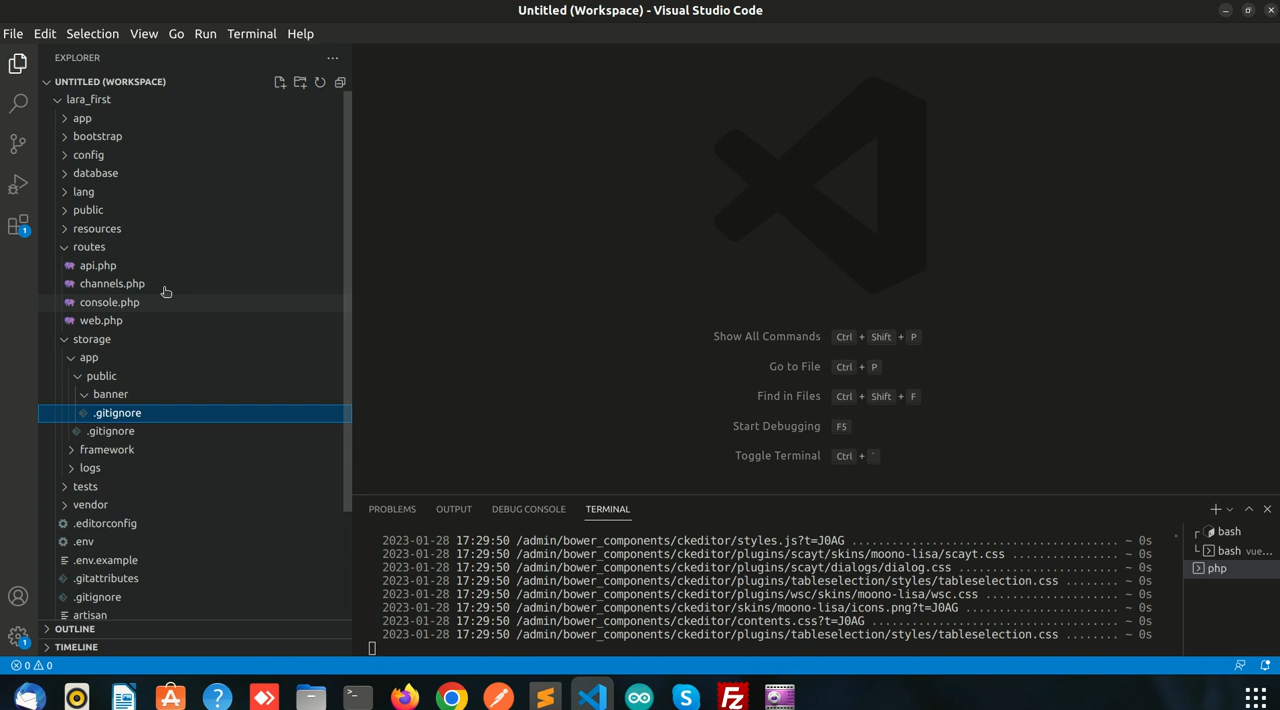 Untitled (Workspace) - Visual Studio Code
File Edit Selection View Go Run Terminal Help
EXPLORER
UNTITLED (WORKSPACE)
lara_first
app
bootstrap
config
database
lang
public
resources
routes
api.php
channels.php
console.php
web.php
storage
app
public
banner
.gitignore
.gitignore
framework
logs
tests
vendor
.editorconfig
.env
.env.example
.gitattributes
.gitignore
artisan
OUTLINE
TIMELINE
Show All Commands Ctrl + Shift + P
Go to File Ctrl + P
Find in Files Ctrl + Shift + F
Start Debugging F5
Toggle Terminal Ctrl + `
PROBLEMS OUTPUT DEBUG CONSOLE TERMINAL
2023-01-28 17:29:50 /admin/bower_components/ckeditor/styles.js?t=J0AG ........................................ ~ 0s
2023-01-28 17:29:50 /admin/bower_components/ckeditor/plugins/scayt/skins/moono-lisa/scayt.css ................ ~ 0s
2023-01-28 17:29:50 /admin/bower_components/ckeditor/plugins/scayt/dialogs/dialog.css ........................ ~ 0s
2023-01-28 17:29:50 /admin/bower_components/ckeditor/plugins/tableselection/styles/tableselection.css ........ ~ 0s
2023-01-28 17:29:50 /admin/bower_components/ckeditor/plugins/wsc/skins/moono-lisa/wsc.css .................... ~ 0s
2023-01-28 17:29:50 /admin/bower_components/ckeditor/skins/moono-lisa/icons.png?t=J0AG ....................... ~ 0s
2023-01-28 17:29:50 /admin/bower_components/ckeditor/contents.css?t=J0AG ..................................... ~ 0s
2023-01-28 17:29:50 /admin/bower_components/ckeditor/plugins/tableselection/styles/tableselection.css ........ ~ 0s
bash
bash vue...
php
1
1
0 0